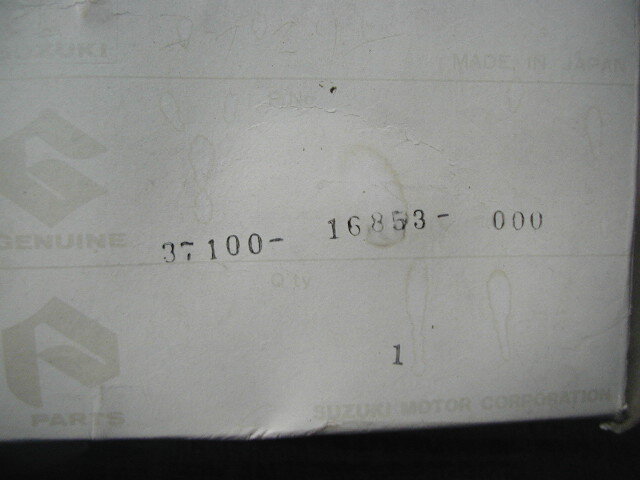 SUZUKI
MADE IN JAPAN
GENUINE
37100- 16853- 000
Q'ty
1
PARTS
SUZUKI MOTOR CORPORATION